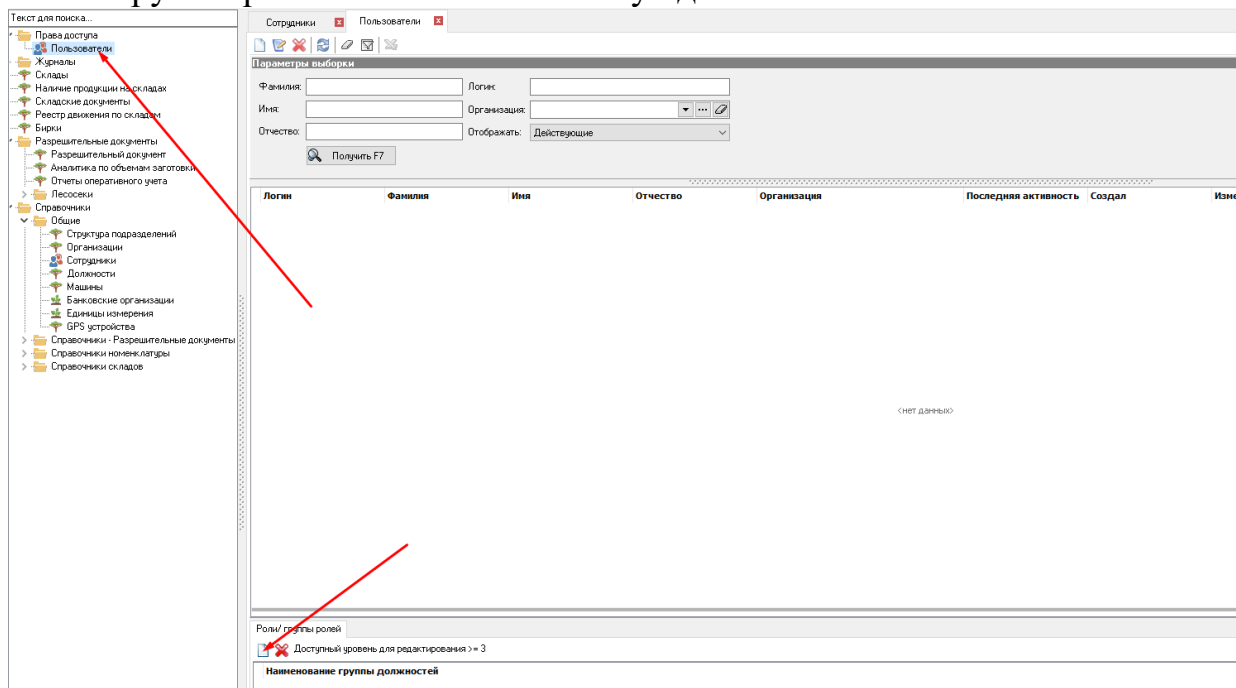 Текст для поиска...
Права доступа
Пользователи
Журналы
Склады
Наличие продукции на складах
Складские документы
Реестр движения по складам
Бирки
Разрешительные документы
Разрешительный документ
Аналитика по объемам заготовки
Отчеты оперативного учета
Лесосеки
Справочники
Общие
Структура подразделений
Организации
Сотрудники
Должности
Машины
Банковские организации
Единицы измерения
GPS устройства
Справочники - Разрешительные документы
Справочники номенклатуры
Справочники складов
Сотрудники Пользователи
Параметры выборки
Фамилия: Логин:
Имя: Организация:
Отчество: Отображать: Действующие
Получить F7
Логин Фамилия Имя Отчество Организация Последняя активность Создал Изме
<нет данных>
Роли/ группы ролей
Доступный уровень для редактирования >= 3
Наименование группы должностей